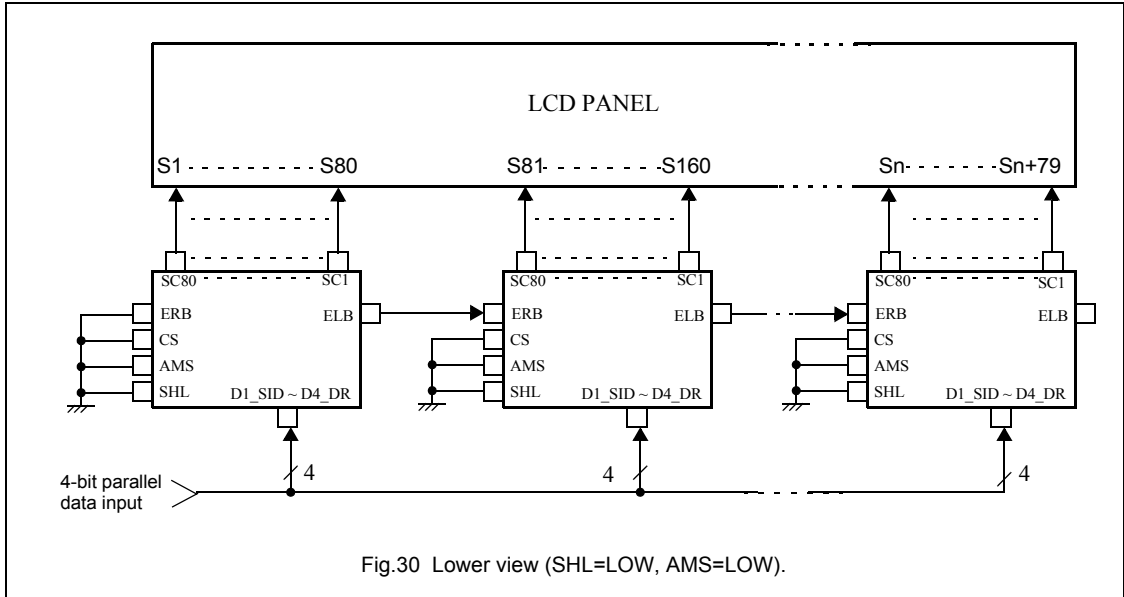 LCD PANEL
S1 S80 S81 S160 Sn Sn+79
SC80 SC1 SC80 SC1 SC80 SC1
ERB ELB ERB ELB ERB ELB
CS CS CS
AMS AMS AMS
SHL D1_SID ~ D4_DR SHL D1_SID ~ D4_DR SHL D1_SID ~ D4_DR
4 4 4
4-bit parallel
data input
Fig.30 Lower view (SHL=LOW, AMS=LOW).